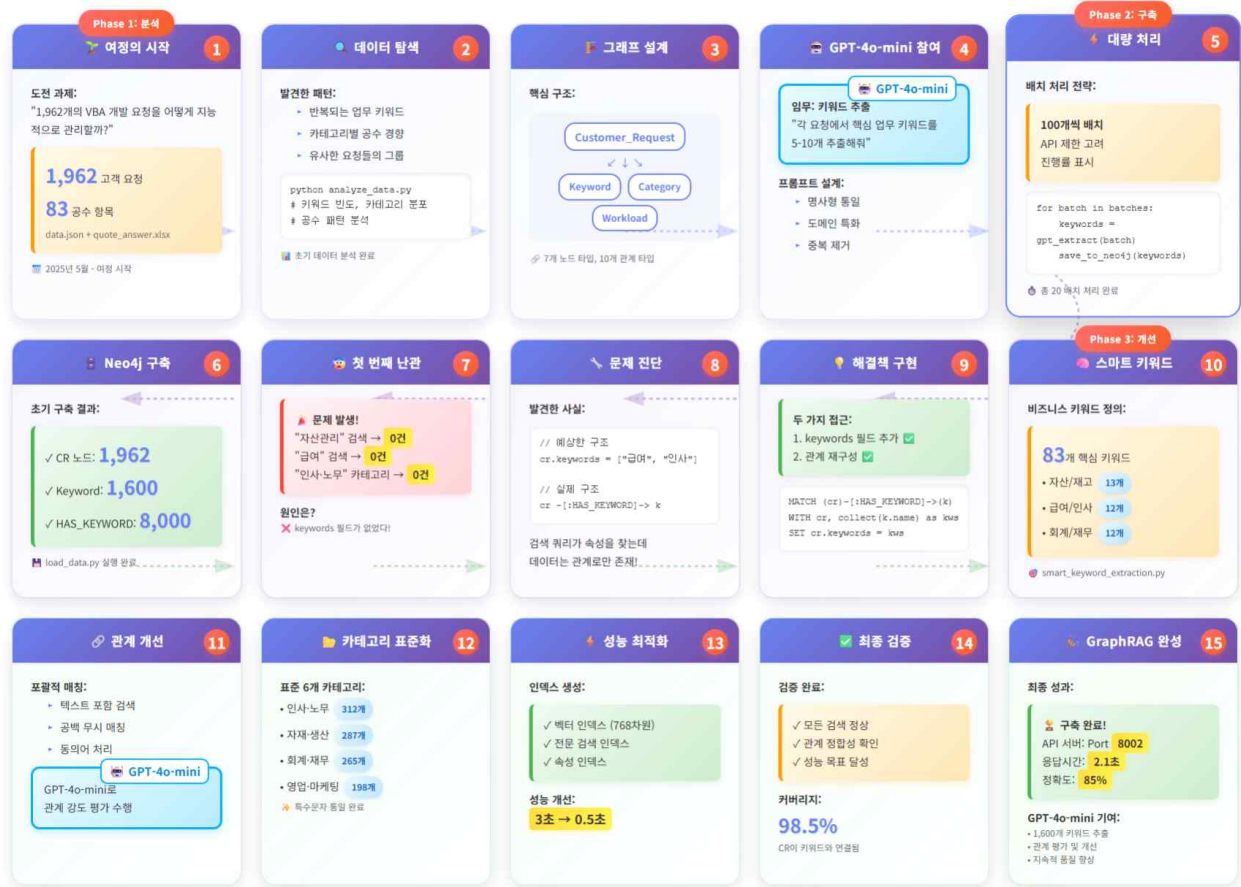 Phase 1: 분석
여정의 시작
1
도전 과제:
"1,962개의 VBA 개발 요청을 어떻게 지능
적으로 관리할까?"
1,962 고객 요청
83 공수 항목
data.json + quote_answer.xlsx
2025년 5월 - 여정 시작
데이터 탐색
2
발견한 패턴:
반복되는 업무 키워드
카테고리별 공수 경향
유사한 요청들의 그룹
python analyze_data.py
# 키워드 빈도, 카테고리 분포
# 공수 패턴 분석
초기 데이터 분석 완료
그래프 설계
3
핵심 구조:
Customer_Request
↙ ↓ ↘
Keyword
Category
Workload
7개 노드 타입, 10개 관계 타입
GPT-4o-mini 참여
4
GPT-4o-mini
임무: 키워드 추출
"각 요청에서 핵심 업무 키워드를
5-10개 추출해줘"
프롬프트 설계:
명사형 통일
도메인 특화
중복 제거
Phase 2: 구축
대량 처리
5
배치 처리 전략:
100개씩 배치
API 제한 고려
진행률 표시
for batch in batches:
keywords =
gpt_extract(batch)
save_to_neo4j(keywords)
총 20 배치 처리 완료
Neo4j 구축
6
초기 구축 결과:
✓ CR 노드: 1,962
✓ Keyword: 1,600
✓ HAS_KEYWORD: 8,000
load_data.py 실행 완료
첫 번째 난관
7
문제 발생!
"자산관리" 검색 → 0건
"급여" 검색 → 0건
"인사·노무" 카테고리 → 0건
원인은?
❌ keywords 필드가 없었다!
문제 진단
8
발견한 사실:
// 예상한 구조
cr.keywords = ["급여", "인사"]
// 실제 구조
cr -[:HAS_KEYWORD]-> k
검색 쿼리가 속성을 찾는데
데이터는 관계로만 존재!
해결책 구현
9
두 가지 접근:
1. keywords 필드 추가 ✅
2. 관계 재구성 ✅
MATCH (cr)-[:HAS_KEYWORD]->(k)
WITH cr, collect(k.name) as kws
SET cr.keywords = kws
Phase 3: 개선
스마트 키워드
10
비즈니스 키워드 정의:
83개 핵심 키워드
• 자산/재고 13개
• 급여/인사 12개
• 회계/재무 12개
smart_keyword_extraction.py
관계 개선
11
포괄적 매칭:
텍스트 포함 검색
공백 무시 매칭
동의어 처리
GPT-4o-mini
GPT-4o-mini로
관계 강도 평가 수행
카테고리 표준화
12
표준 6개 카테고리:
• 인사·노무 312개
• 자재·생산 287개
• 회계·재무 265개
• 영업·마케팅 198개
✨ 특수문자 통일 완료
성능 최적화
13
인덱스 생성:
✓ 벡터 인덱스 (768차원)
✓ 전문 검색 인덱스
✓ 속성 인덱스
성능 개선:
3초 → 0.5초
최종 검증
14
검증 완료:
✓ 모든 검색 정상
✓ 관계 정합성 확인
✓ 성능 목표 달성
커버리지:
98.5%
CR이 키워드와 연결됨
GraphRAG 완성
15
최종 성과:
구축 완료!
API 서버: Port 8002
응답시간: 2.1초
정확도: 85%
GPT-4o-mini 기여:
• 1,600개 키워드 추출
• 관계 평가 및 개선
• 지속적 품질 향상